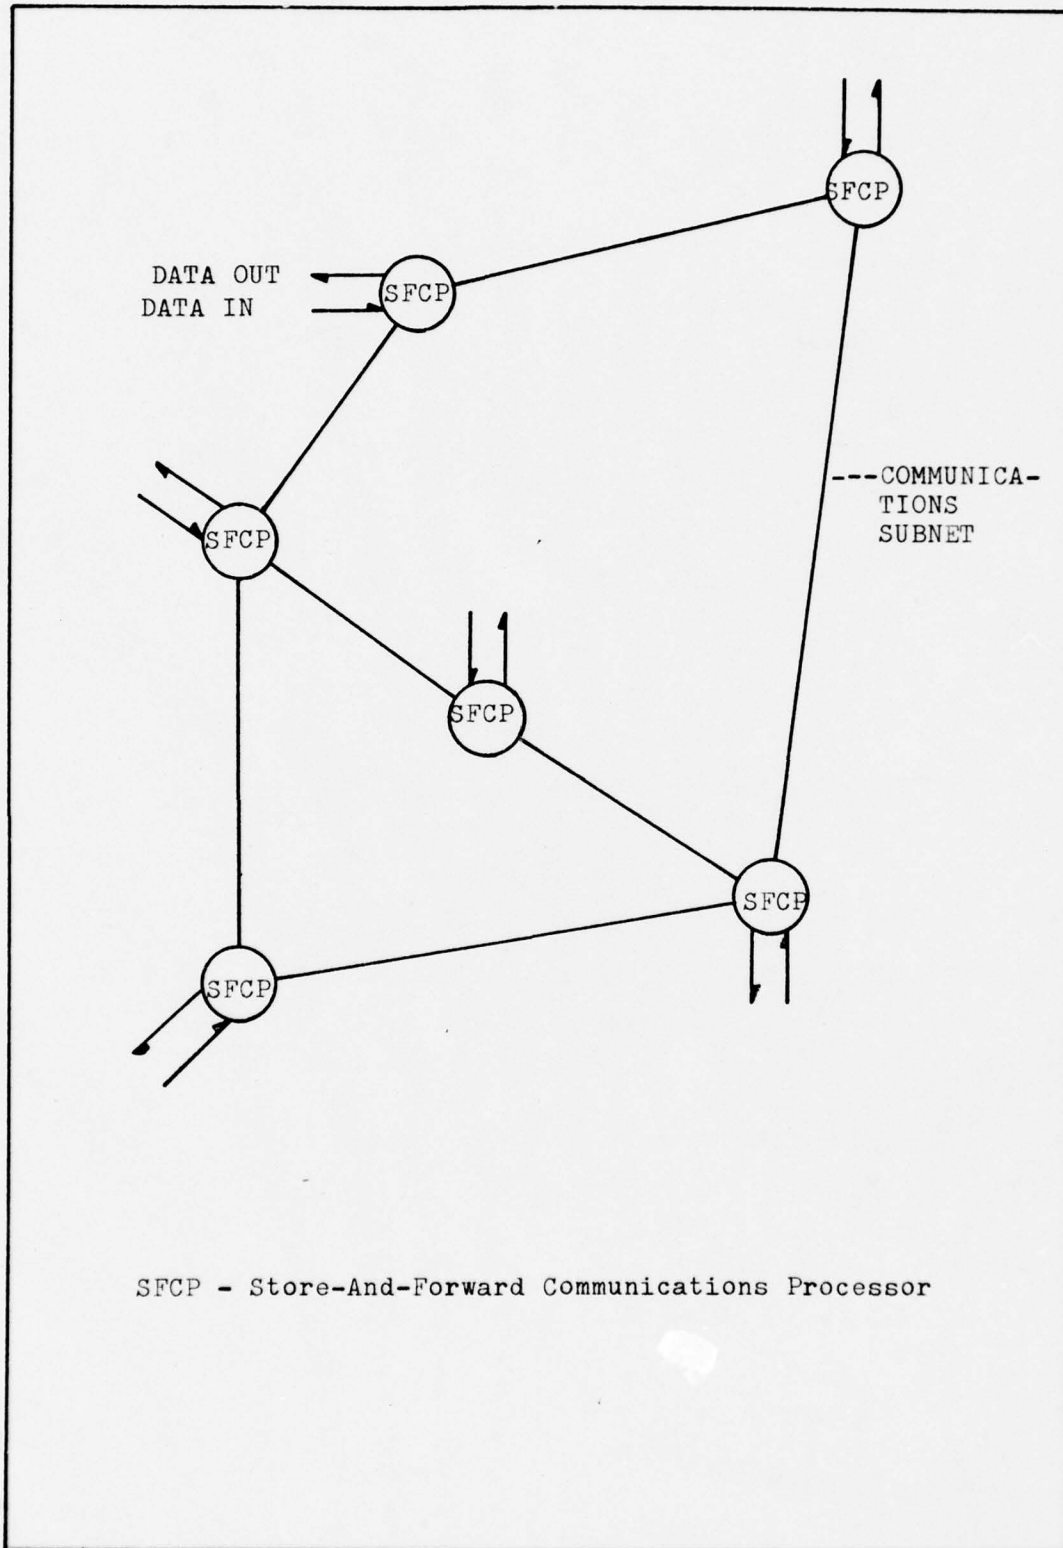 SFCP
DATA OUT
SFCP
DATA IN
---COMMUNICA-
TIONS
SUBNET
SFCP
SFCP
SFCP
SFCP
SFCP - Store-And-Forward Communications Processor